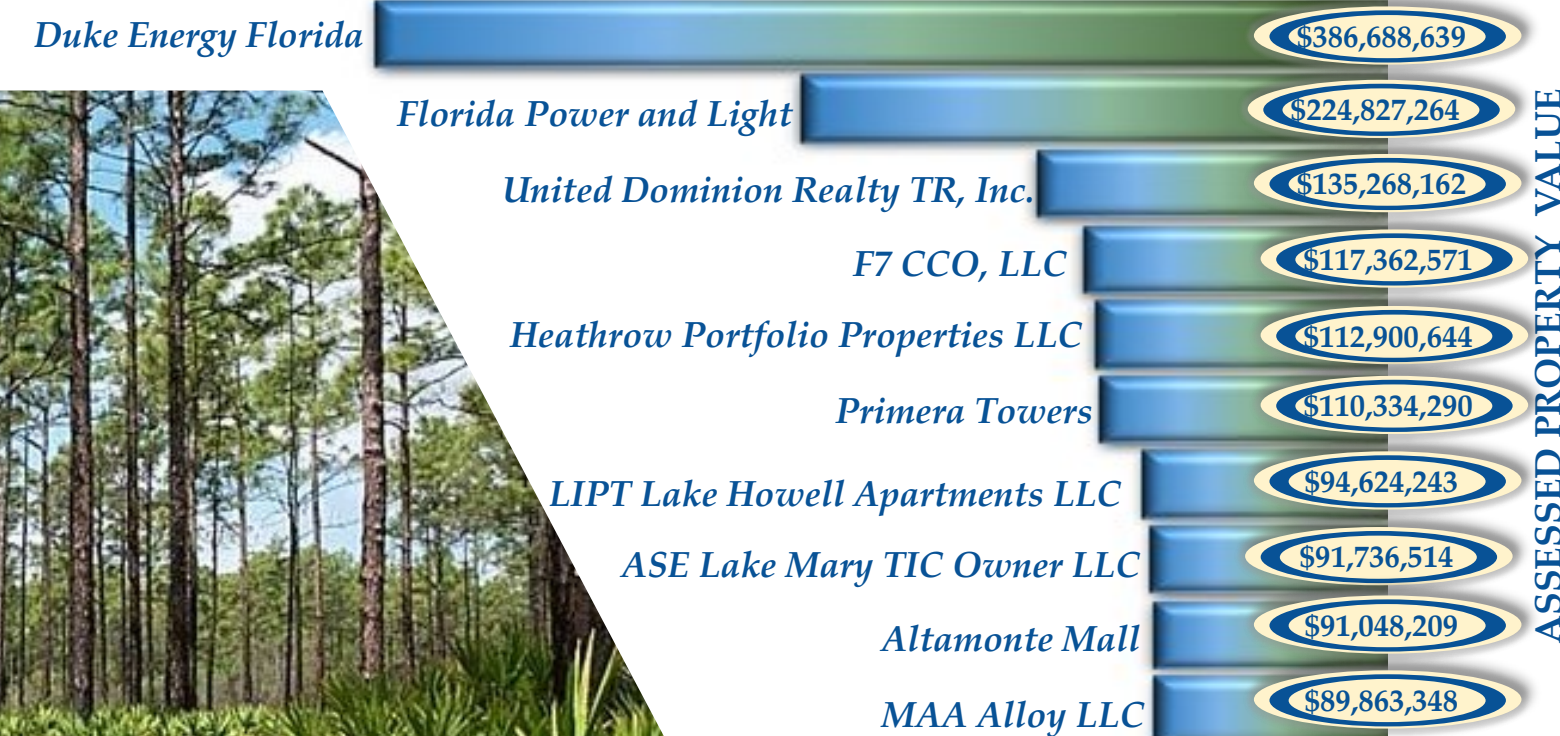 Duke Energy Florida $386,688,639
Florida Power and Light $224,827,264
United Dominion Realty TR, Inc. $135,268,162
F7 CCO, LLC $117,362,571
Heathrow Portfolio Properties LLC $112,900,644
Primera Towers $110,334,290
LIPT Lake Howell Apartments LLC $94,624,243
ASE Lake Mary TIC Owner LLC $91,736,514
Altamonte Mall $91,048,209
MAA Alloy LLC $89,863,348
ASSESSED PROPERTY VALUE